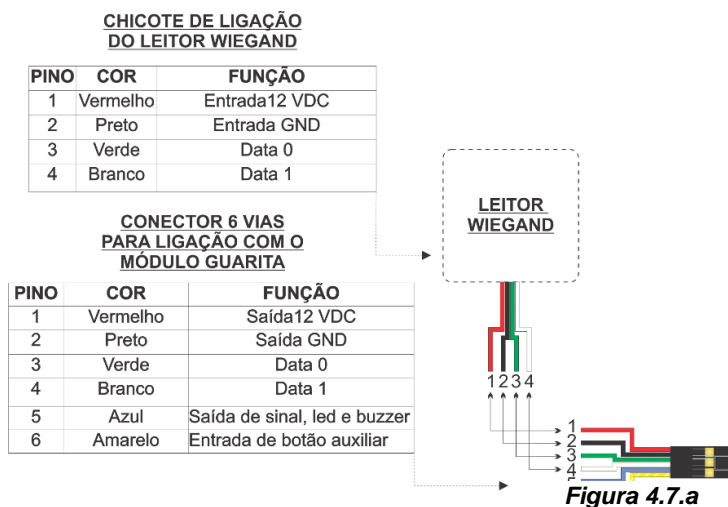 CHICOTE DE LIGAÇÃO
DO LEITOR WIEGAND
PINO COR FUNÇÃO
1 Vermelho Entrada12 VDC
2 Preto Entrada GND
3 Verde Data 0
4 Branco Data 1
CONECTOR 6 VIAS
PARA LIGAÇÃO COM O
MÓDULO GUARITA
PINO COR FUNÇÃO
1 Vermelho Saída12 VDC
2 Preto Saída GND
3 Verde Data 0
4 Branco Data 1
5 Azul Saída de sinal, led e buzzer
6 Amarelo Entrada de botão auxiliar
LEITOR
WIEGAND
1 2 3 4
1
2
3
4
Figura 4.7.a